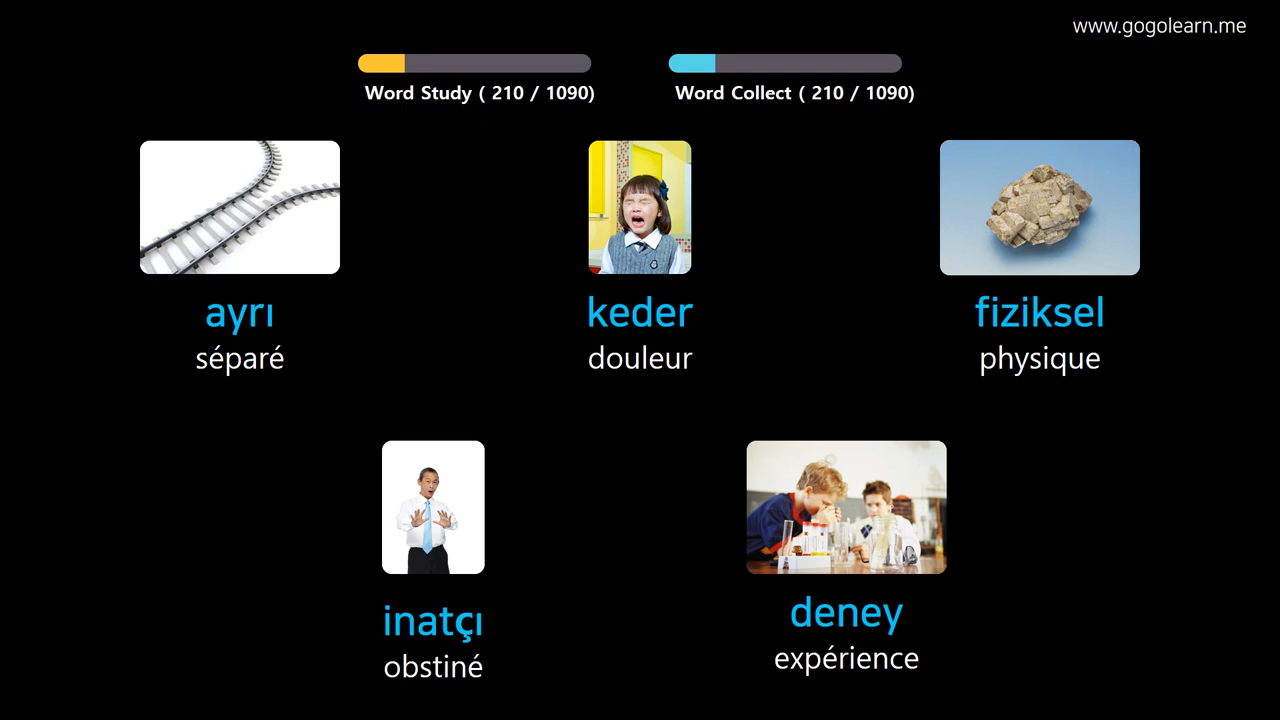 www.gogolearn.me
Word Study ( 210 / 1090)
Word Collect ( 210 / 1090)
ayrı
séparé
keder
douleur
fiziksel
physique
inatçı
obstiné
deney
expérience